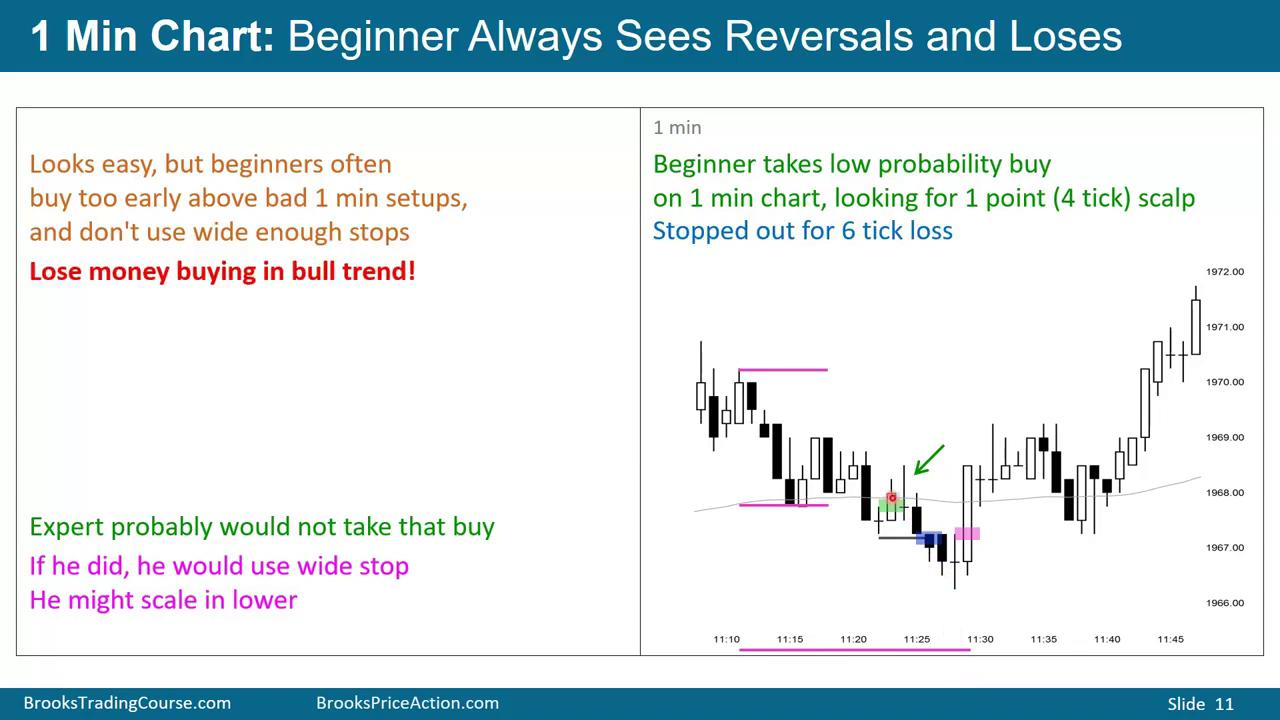 1 Min Chart: Beginner Always Sees Reversals and Loses
Looks easy, but beginners often
buy too early above bad 1 min setups,
and don't use wide enough stops
Lose money buying in bull trend!
Expert probably would not take that buy
If he did, he would use wide stop
He might scale in lower
1 min
Beginner takes low probability buy
on 1 min chart, looking for 1 point (4 tick) scalp
Stopped out for 6 tick loss
1972.00
1971.00
1970.00
1969.00
1968.00
1967.00
1966.00
11:10 11:15 11:20 11:25 11:30 11:35 11:40 11:45
BrooksTradingCourse.com BrooksPriceAction.com Slide 11